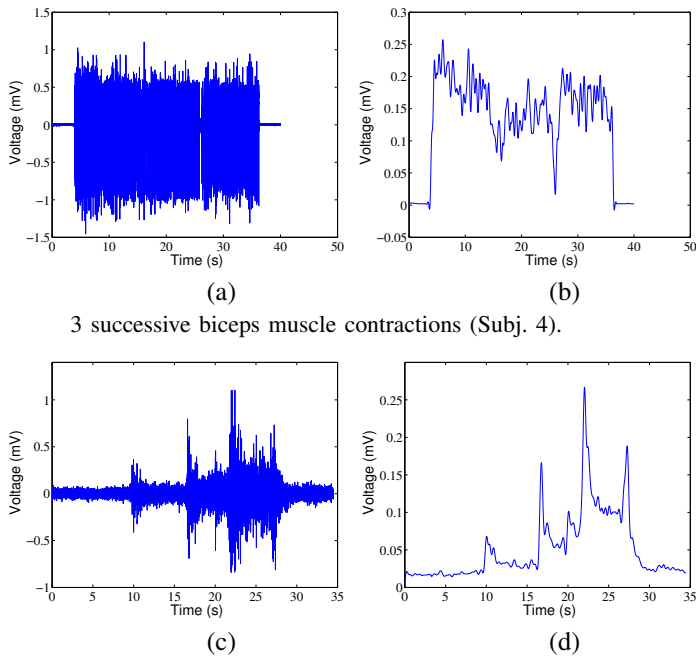 1.5
1
0.5
0
−0.5
−1
−1.5
Voltage (mV)
0 10 20 30 40 50
Time (s)
(a)
0.3
0.25
0.2
0.15
0.1
0.05
0
−0.05
Voltage (mV)
0 10 20 30 40 50
Time (s)
(b)
3 successive biceps muscle contractions (Subj. 4).
1
0.5
0
−0.5
−1
Voltage (mV)
0 5 10 15 20 25 30 35
Time (s)
(c)
0.25
0.2
0.15
0.1
0.05
0
Voltage (mV)
0 5 10 15 20 25 30 35
Time (s)
(d)